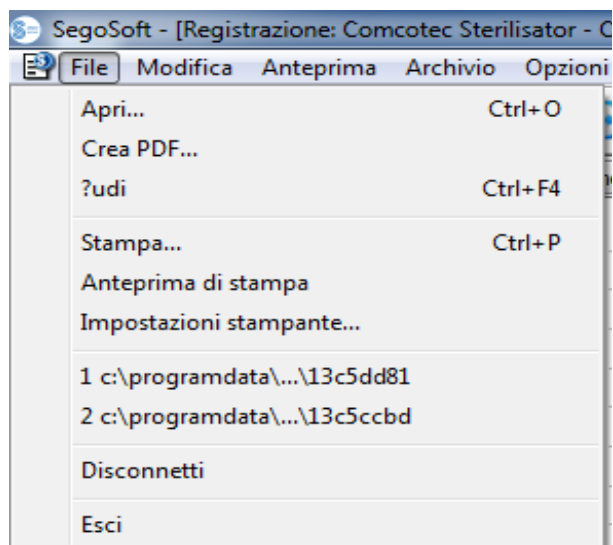 SegoSoft - [Registrazione: Comcotec Sterilisator - C
File Modifica Anteprima Archivio Opzioni
Apri... Ctrl+O
Crea PDF...
?udi Ctrl+F4
Stampa... Ctrl+P
Anteprima di stampa
Impostazioni stampante...
1 c:\programdata\...\13c5dd81
2 c:\programdata\...\13c5ccbd
Disconnetti
Esci